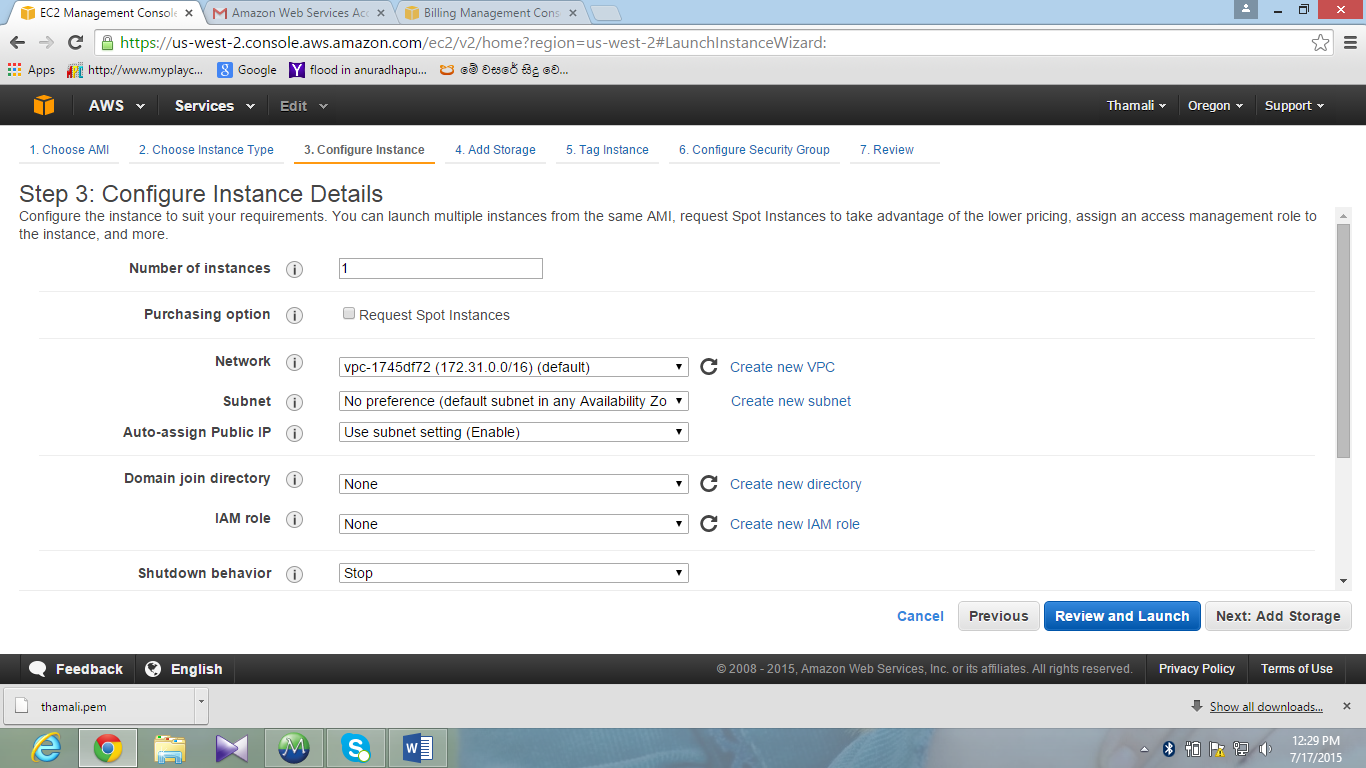 EC2 Management Console
Amazon Web Services Acc
Billing Management Cons
https://us-west-2.console.aws.amazon.com/ec2/v2/home?region=us-west-2#LaunchInstanceWizard:
Apps
http://www.myplayc...
Google
flood in anuradhapu...
මේ වසරේ සිදු වෙ...
AWS
Services
Edit
Thamali
Oregon
Support
1. Choose AMI
2. Choose Instance Type
3. Configure Instance
4. Add Storage
5. Tag Instance
6. Configure Security Group
7. Review
Step 3: Configure Instance Details
Configure the instance to suit your requirements. You can launch multiple instances from the same AMI, request Spot Instances to take advantage of the lower pricing, assign an access management role to
the instance, and more.
Number of instances
1
Purchasing option
Request Spot Instances
Network
vpc-1745df72 (172.31.0.0/16) (default)
Create new VPC
Subnet
No preference (default subnet in any Availability Zo
Create new subnet
Auto-assign Public IP
Use subnet setting (Enable)
Domain join directory
None
Create new directory
IAM role
None
Create new IAM role
Shutdown behavior
Stop
Cancel
Previous
Review and Launch
Next: Add Storage
Feedback
English
© 2008 - 2015, Amazon Web Services, Inc. or its affiliates. All rights reserved.
Privacy Policy
Terms of Use
thamali.pem
Show all downloads...
12:29 PM
7/17/2015